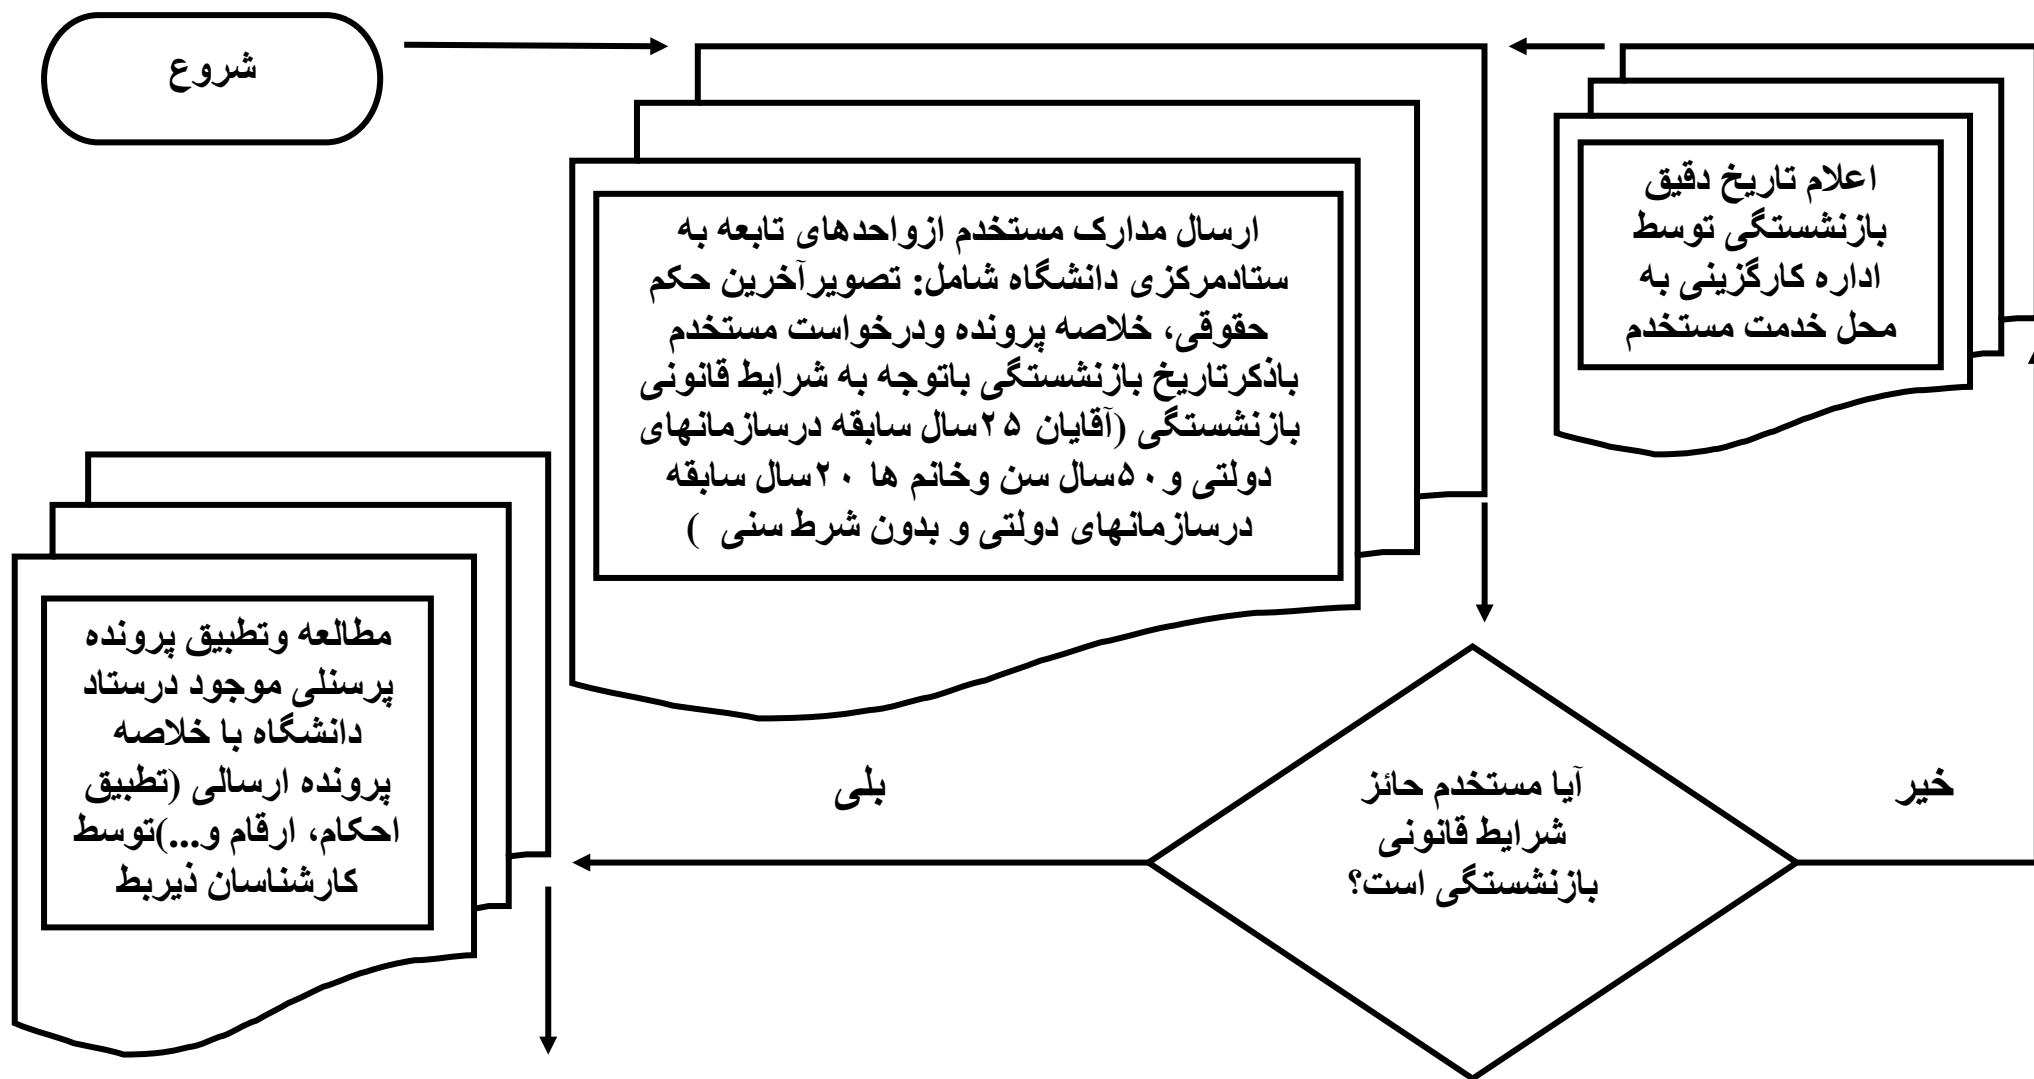 شروع
ارسال مدارک مستخدم ازواحدهای تابعه به
ستادمرکزی دانشگاه شامل: تصویرآخرین حکم
حقوقی، خلاصه پرونده ودرخواست مستخدم
باذکرتاریخ بازنشستگی باتوجه به شرایط قانونی
بازنشستگی (آقایان ۲۵سال سابقه درسازمانهای
دولتی و۵۰سال سن وخانم ها ۲۰سال سابقه
درسازمانهای دولتی و بدون شرط سنی )
اعلام تاریخ دقیق
بازنشستگی توسط
اداره کارگزینی به
محل خدمت مستخدم
آیا مستخدم حائز
شرایط قانونی
بازنشستگی است؟
خیر
بلی
مطالعه وتطبیق پرونده
پرسنلی موجود درستاد
دانشگاه با خلاصه
پرونده ارسالی (تطبیق
احکام، ارقام و...)توسط
کارشناسان ذیربط